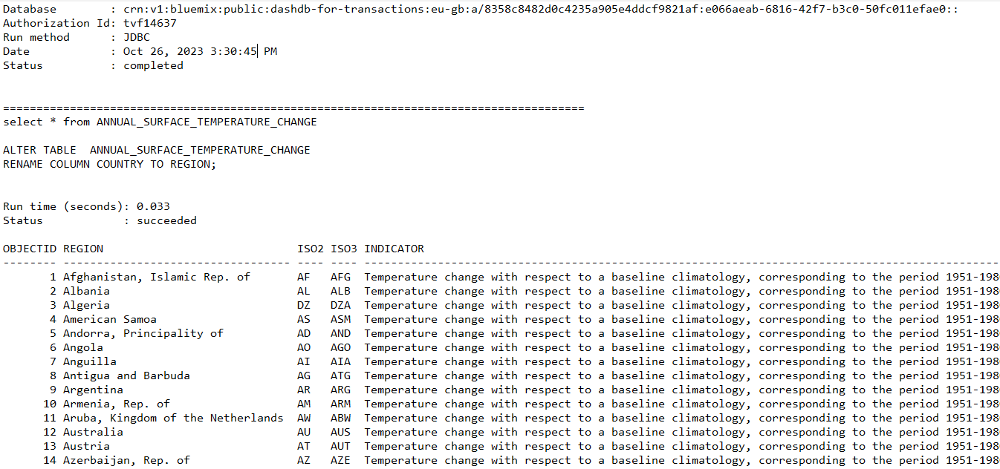 Database        : crn:v1:bluemix:public:dashdb-for-transactions:eu-gb:a/8358c8482d0c4235a905e4ddcf9821af:e066aeab-6816-42f7-b3c0-50fc011efae0::
Authorization Id: tvf14637
Run method      : JDBC
Date            : Oct 26, 2023 3:30:45 PM
Status          : completed
=======================================================================================
select * from ANNUAL_SURFACE_TEMPERATURE_CHANGE
ALTER TABLE  ANNUAL_SURFACE_TEMPERATURE_CHANGE
RENAME COLUMN COUNTRY TO REGION;
Run time (seconds): 0.033
Status            : succeeded
OBJECTID REGION                             ISO2 ISO3 INDICATOR
-------- ---------------------------------- ---- ---- -----------------------------------------------------------------------------------------------
       1 Afghanistan, Islamic Rep. of       AF   AFG  Temperature change with respect to a baseline climatology, corresponding to the period 1951-198
       2 Albania                            AL   ALB  Temperature change with respect to a baseline climatology, corresponding to the period 1951-198
       3 Algeria                            DZ   DZA  Temperature change with respect to a baseline climatology, corresponding to the period 1951-198
       4 American Samoa                     AS   ASM  Temperature change with respect to a baseline climatology, corresponding to the period 1951-198
       5 Andorra, Principality of           AD   AND  Temperature change with respect to a baseline climatology, corresponding to the period 1951-198
       6 Angola                             AO   AGO  Temperature change with respect to a baseline climatology, corresponding to the period 1951-198
       7 Anguilla                           AI   AIA  Temperature change with respect to a baseline climatology, corresponding to the period 1951-198
       8 Antigua and Barbuda                AG   ATG  Temperature change with respect to a baseline climatology, corresponding to the period 1951-198
       9 Argentina                          AR   ARG  Temperature change with respect to a baseline climatology, corresponding to the period 1951-198
      10 Armenia, Rep. of                   AM   ARM  Temperature change with respect to a baseline climatology, corresponding to the period 1951-198
      11 Aruba, Kingdom of the Netherlands  AW   ABW  Temperature change with respect to a baseline climatology, corresponding to the period 1951-198
      12 Australia                          AU   AUS  Temperature change with respect to a baseline climatology, corresponding to the period 1951-198
      13 Austria                            AT   AUT  Temperature change with respect to a baseline climatology, corresponding to the period 1951-198
      14 Azerbaijan, Rep. of                AZ   AZE  Temperature change with respect to a baseline climatology, corresponding to the period 1951-198